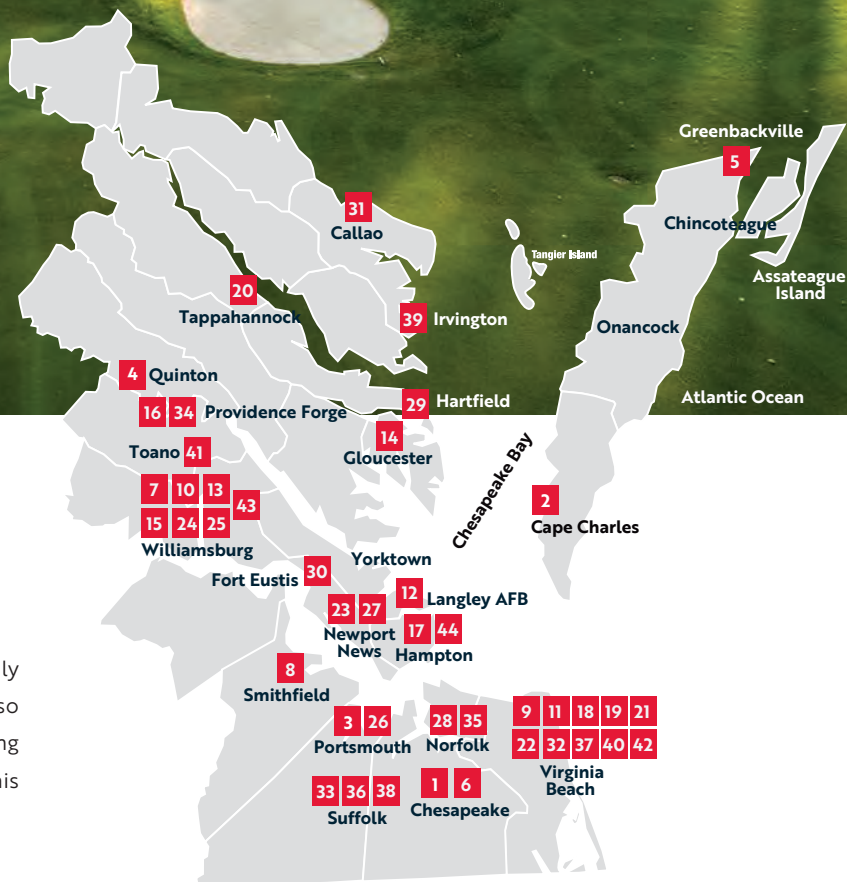 Greenbackville
5
31
Callao
Chincoteague
Tangier Island
Assateague
Island
20
Tappahannock
39 Irvington
Onancock
4 Quinton
29 Hartfield
Atlantic Ocean
16 34 Providence Forge
14
Gloucester
Toano 41
Chesapeake Bay
7 10 13
43
15 24 25
Williamsburg
2
Cape Charles
Yorktown
Fort Eustis 30
12 Langley AFB
23 27
Newport
News
17 44
Hampton
8
Smithfield
ly
so
ng
his
3 26
Portsmouth
28 35
Norfolk
9 11 18 19 21
22 32 37 40 42
Virginia
Beach
33 36 38
Suffolk
1 6
Chesapeake